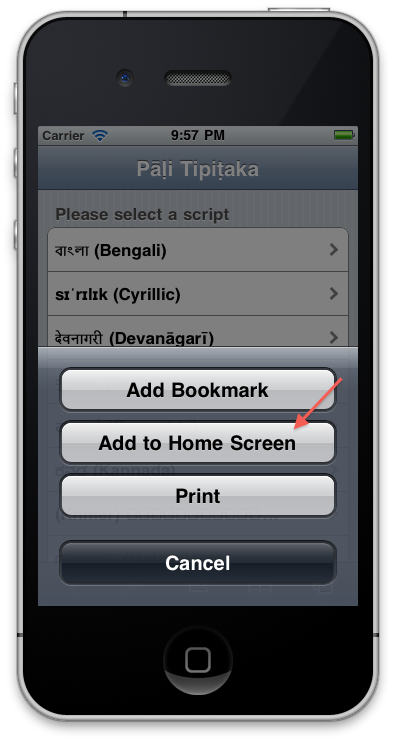 Carrier 9:57 PM
Pāḷi Tipiṭaka
Please select a script
বাংলা (Bengali)
sɪˈrɪlɪk (Cyrillic)
देवनागरी (Devanāgarī)
Add Bookmark
Add to Home Screen
(Kannada)
Print
Cancel